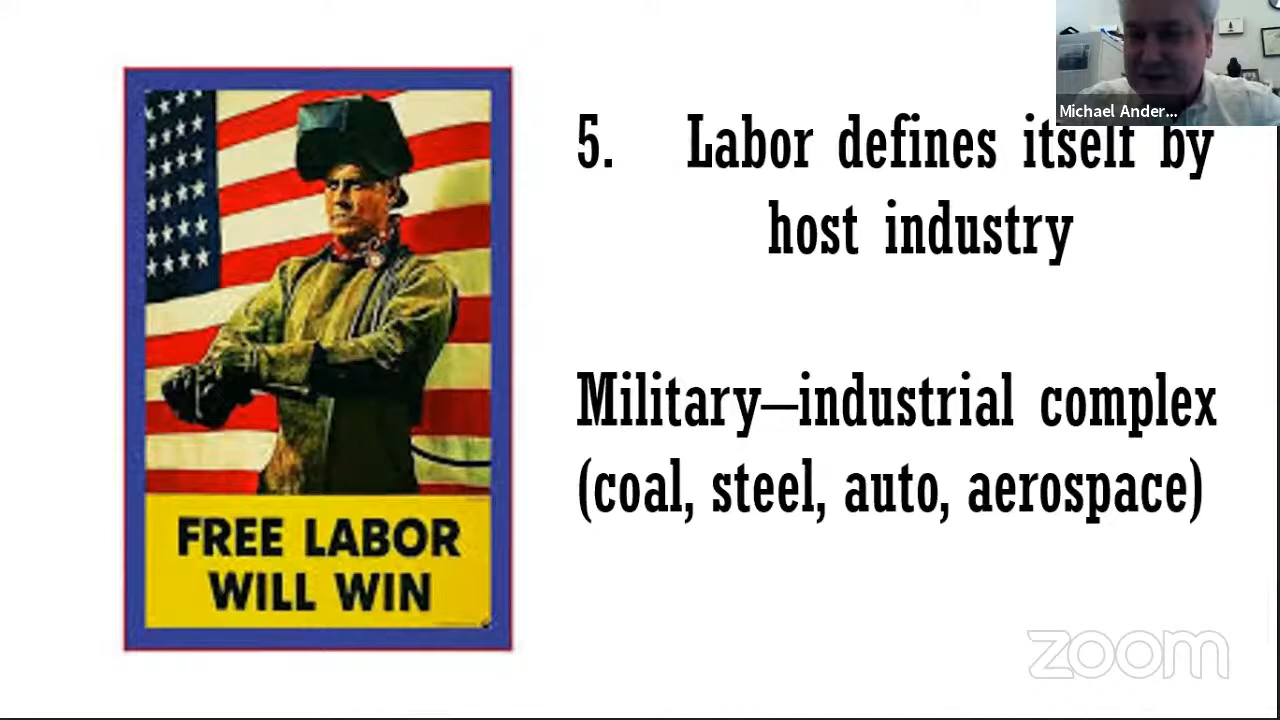 Michael Ander...
5. Labor defines itself by
host industry
Military—industrial complex
(coal, steel, auto, aerospace)
FREE LABOR
WILL WIN
zoom